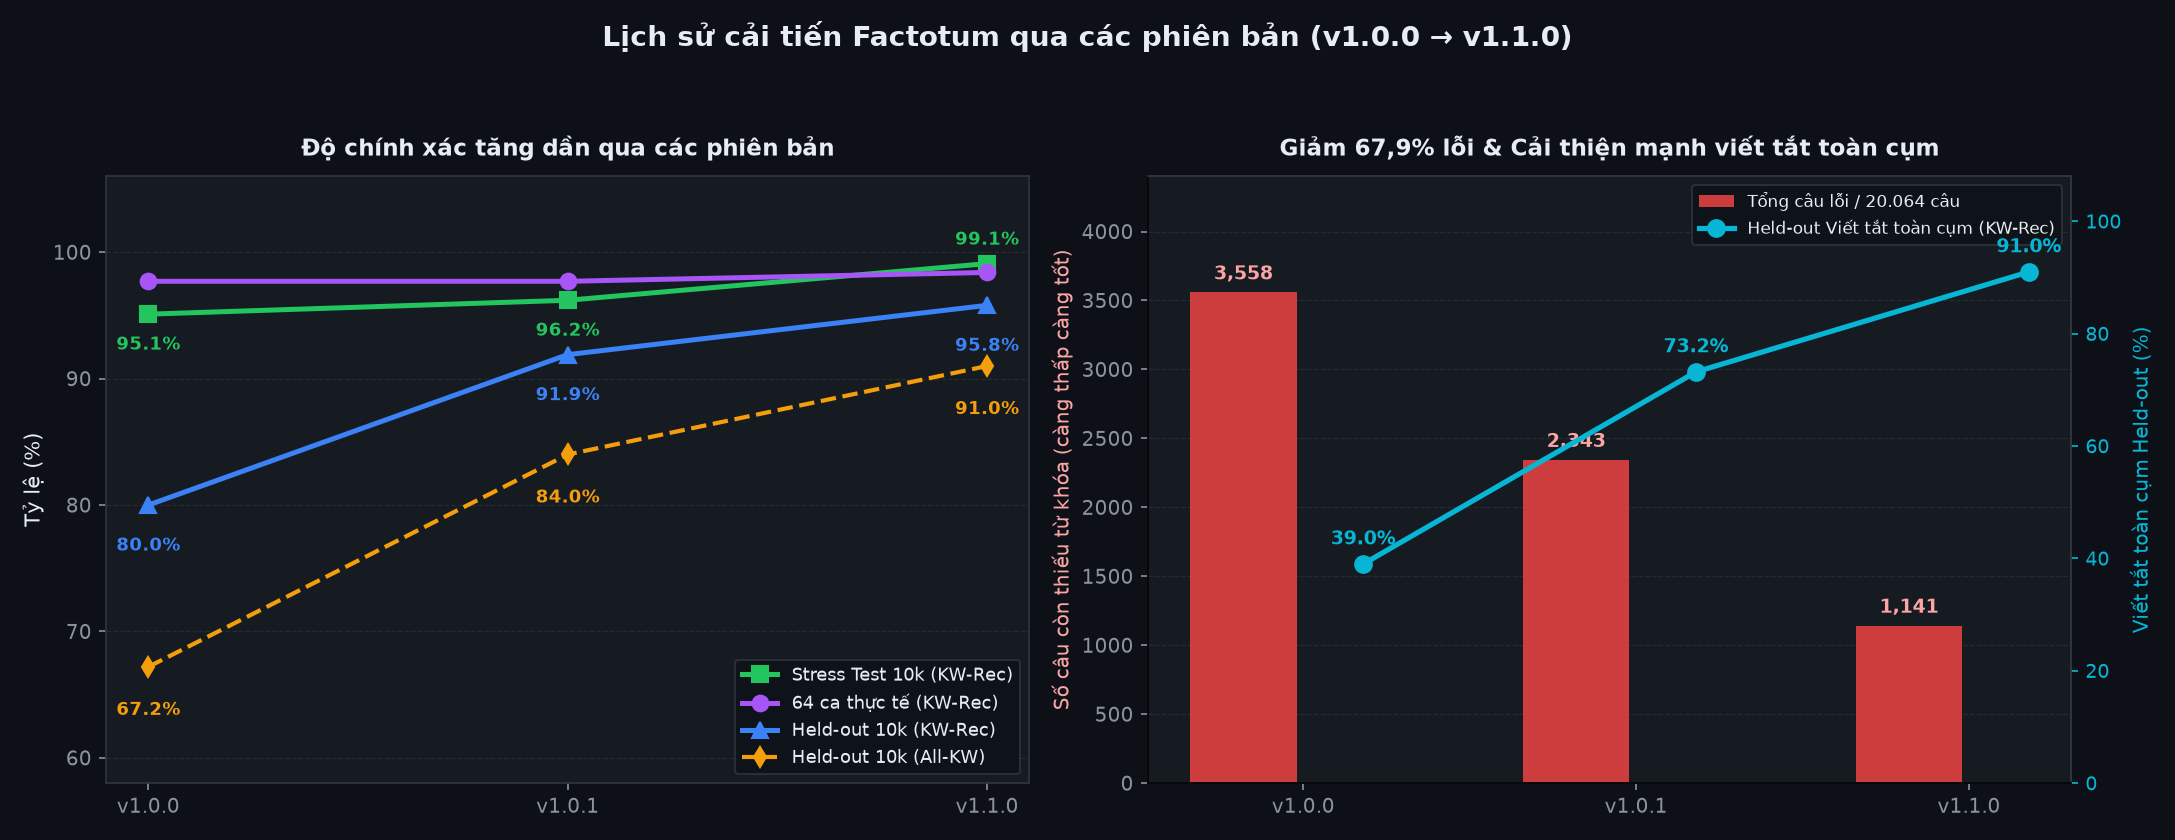 Lịch sử cải tiến Factotum qua các phiên bản (v1.0.0 → v1.1.0)
Độ chính xác tăng dần qua các phiên bản
Tỷ lệ (%)
100
90
80
70
60
95.1%
96.2%
99.1%
80.0%
91.9%
95.8%
67.2%
84.0%
91.0%
Stress Test 10k (KW-Rec)
64 ca thực tế (KW-Rec)
Held-out 10k (KW-Rec)
Held-out 10k (All-KW)
v1.0.0
v1.0.1
v1.1.0
Giảm 67,9% lỗi & Cải thiện mạnh viết tắt toàn cụm
Số câu còn thiếu từ khóa (càng thấp càng tốt)
4000
3500
3000
2500
2000
1500
1000
500
0
Tổng câu lỗi / 20.064 câu
Held-out Viết tắt toàn cụm (KW-Rec)
3,558
2,343
1,141
39.0%
73.2%
91.0%
100
80
60
40
20
0
Viết tắt toàn cụm Held-out (%)
v1.0.0
v1.0.1
v1.1.0